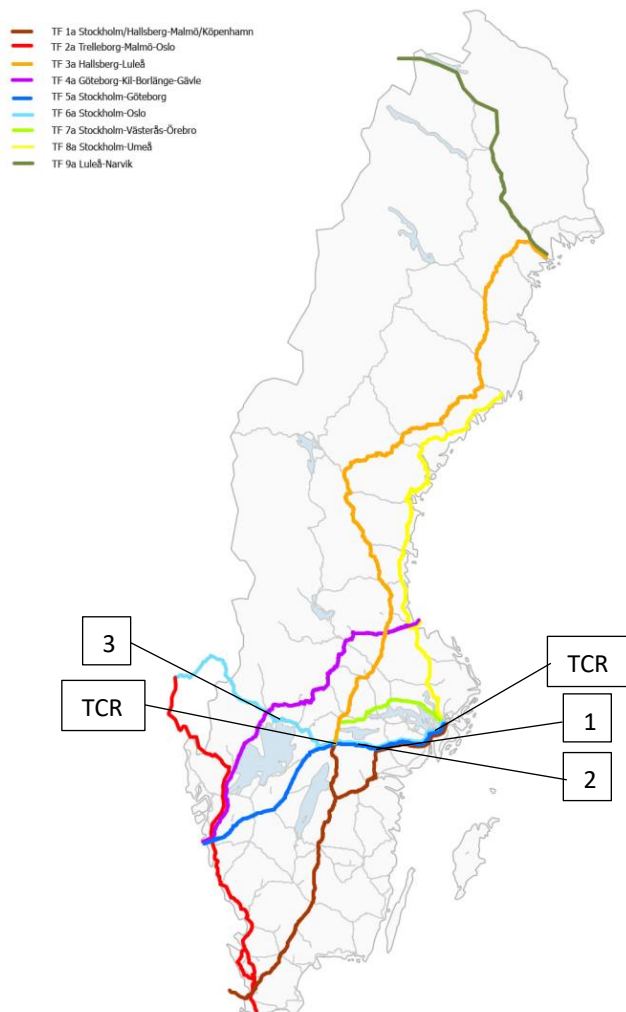 TF 1a Stockholm/Hallsberg-Malmö/Köpenhamn
TF 2a Trelleborg-Malmö-Oslo
TF 3a Hallsberg-Luleå
TF 4a Göteborg-Kil-Borlänge-Gävle
TF 5a Stockholm-Göteborg
TF 6a Stockholm-Oslo
TF 7a Stockholm-Västerås-Örebro
TF 8a Stockholm-Umeå
TF 9a Luleå-Narvik
3
TCR
TCR
1
2